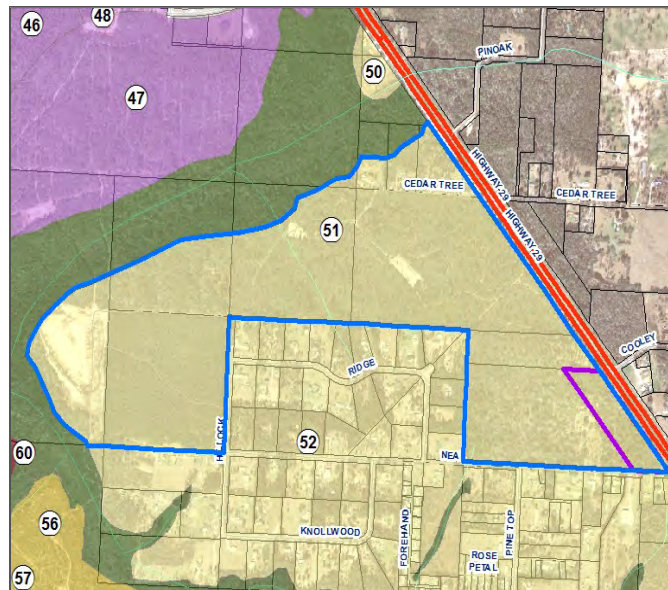 48
46
PINOAK
50
47
HIGHWAY-29
CEDAR TREE
CEDAR TREE
51
HIGHWAY-29
COOLEY
RIDGE
HILLOCK
52
60
NEA
56
KNOLLWOOD
FOREHAND
PINE TOP
ROSE
PETAL
57